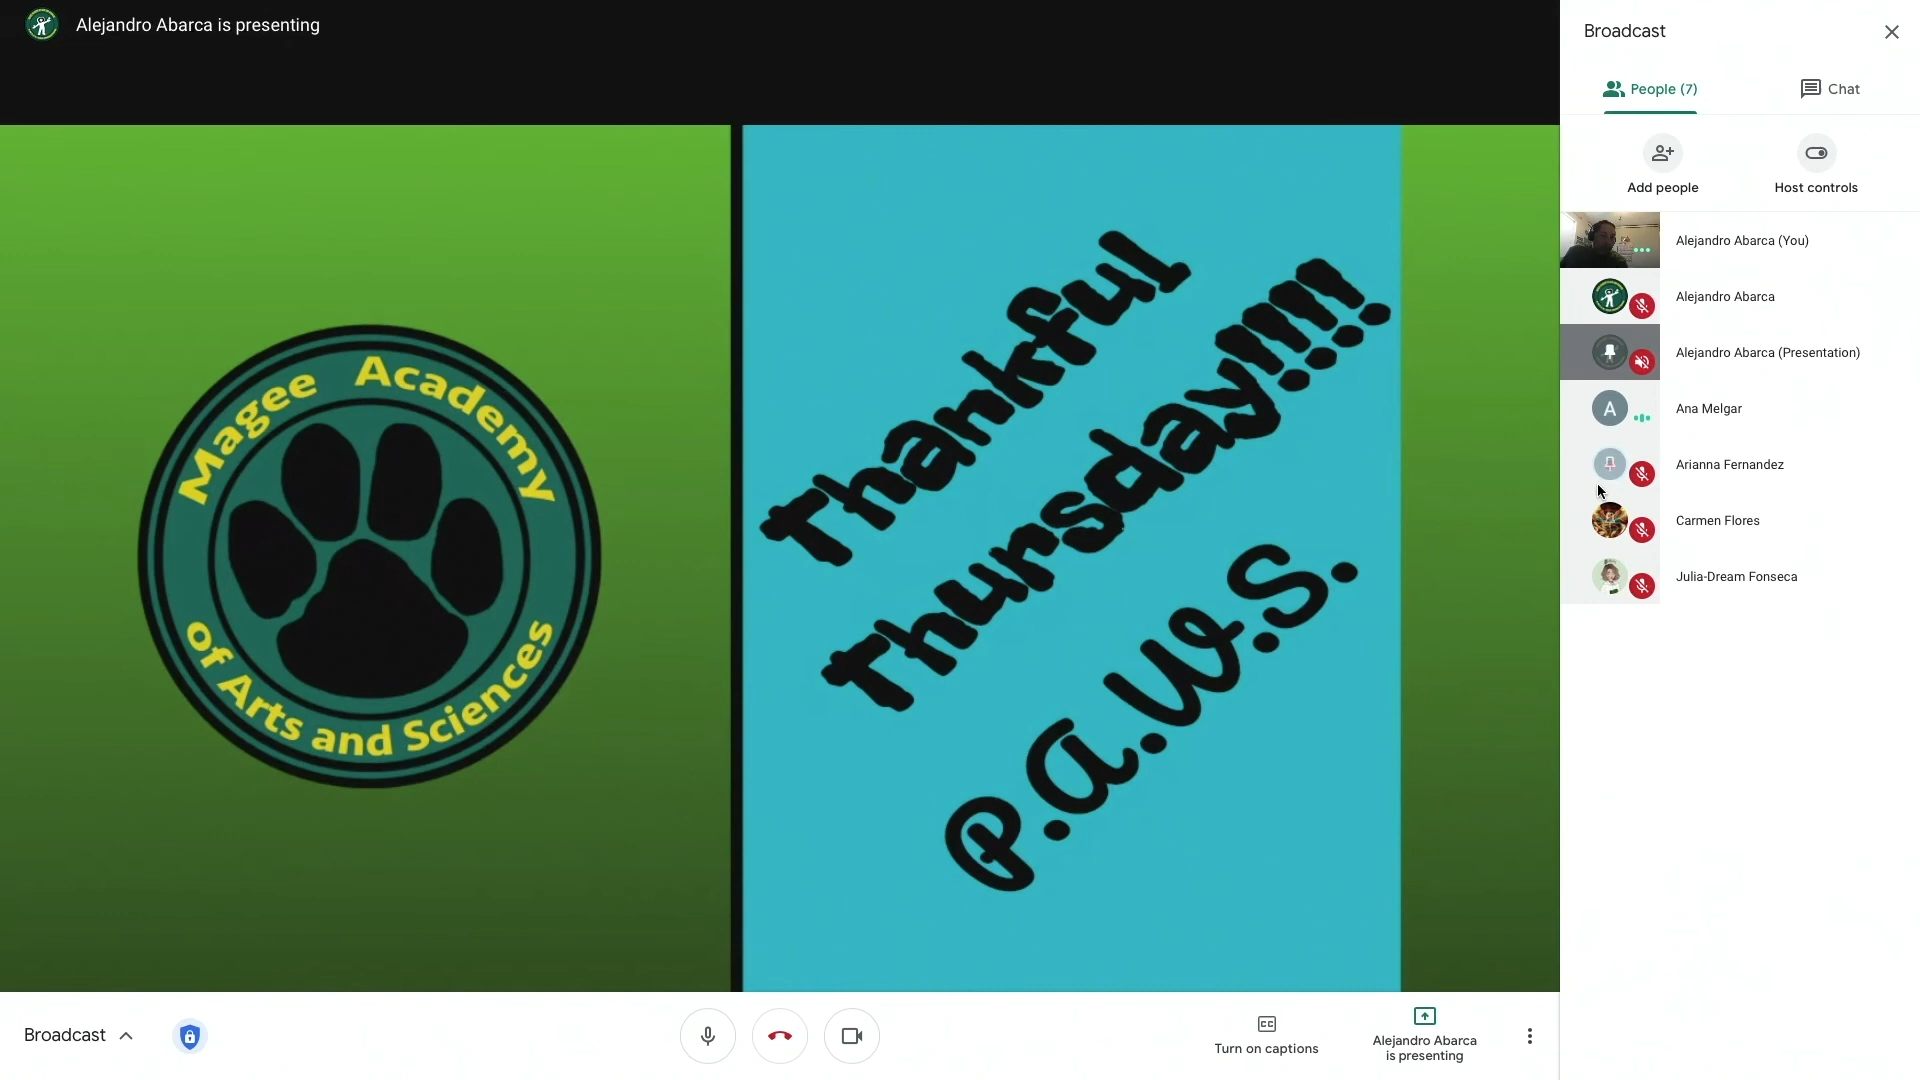 Alejandro Abarca is presenting
Magee Academy
of Arts and Sciences
Thankful
Thursday!!!
P.A.W.S.
Broadcast
People (7)
Chat
Add people
Host controls
Alejandro Abarca (You)
Alejandro Abarca
Alejandro Abarca (Presentation)
A
Ana Melgar
Arianna Fernandez
Carmen Flores
Julia-Dream Fonseca
Broadcast
CC
Turn on captions
Alejandro Abarca
is presenting